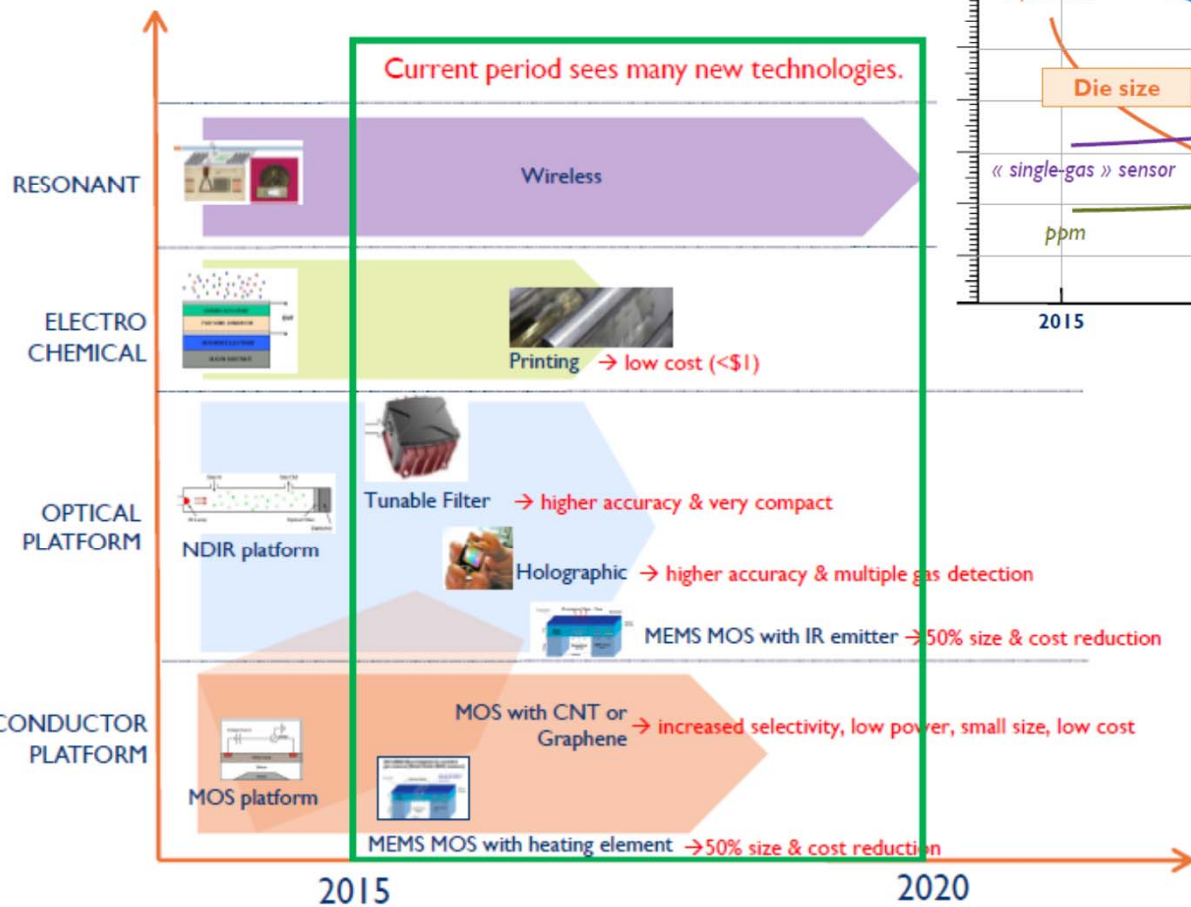 Current period sees many new technologies.
RESONANT
Wireless
ELECTRO
CHEMICAL
Printing → low cost (<$1)
OPTICAL
PLATFORM
NDIR platform
Tunable Filter → higher accuracy & very compact
Holographic → higher accuracy & multiple gas detection
MEMS MOS with IR emitter → 50% size & cost reduction
CONDUCTOR
PLATFORM
MOS platform
MOS with CNT or
Graphene → increased selectivity, low power, small size, low cost
MEMS MOS with heating element → 50% size & cost reduction
2015
2020
Die size
« single-gas » sensor
ppm
2015